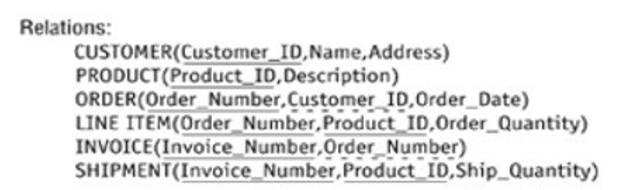 Relations:
CUSTOMER(Customer_ID,Name,Address)
PRODUCT(Product_ID,Description)
ORDER(Order_Number,Customer_ID,Order_Date)
LINE ITEM(Order_Number,Product_ID,Order_Quantity)
INVOICE(Invoice_Number,Order_Number)
SHIPMENT(Invoice_Number,Product_ID,Ship_Quantity)